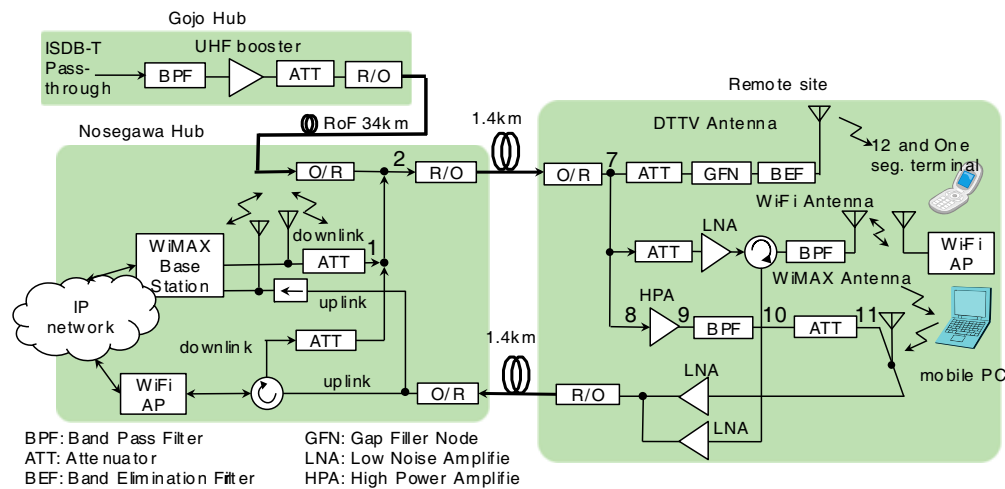 Gojo Hub
ISDB-T
Pass-
through
UHF booster
BPF
ATT
R/O
RoF 34km
Nosegawa Hub
1.4km
Remote site
DTTV Antenna
O/R
2
R/O
O/R
7
ATT
GFN
BEF
12 and One
seg. terminal
WiFi Antenna
LNA
downlink
1
WiMAX
Base
Station
ATT
ATT
BPF
WiFi
AP
WiMAX Antenna
IP
network
uplink
HPA
8
9
BPF
10
ATT
11
downlink
ATT
1.4km
mobile PC
WiFi
AP
uplink
O/R
R/O
LNA
LNA
BPF: Band Pass Filter
ATT: Attenuator
BEF: Band Elimination Filter
GFN: Gap Filler Node
LNA: Low Noise Amplifie
HPA: High Power Amplifie